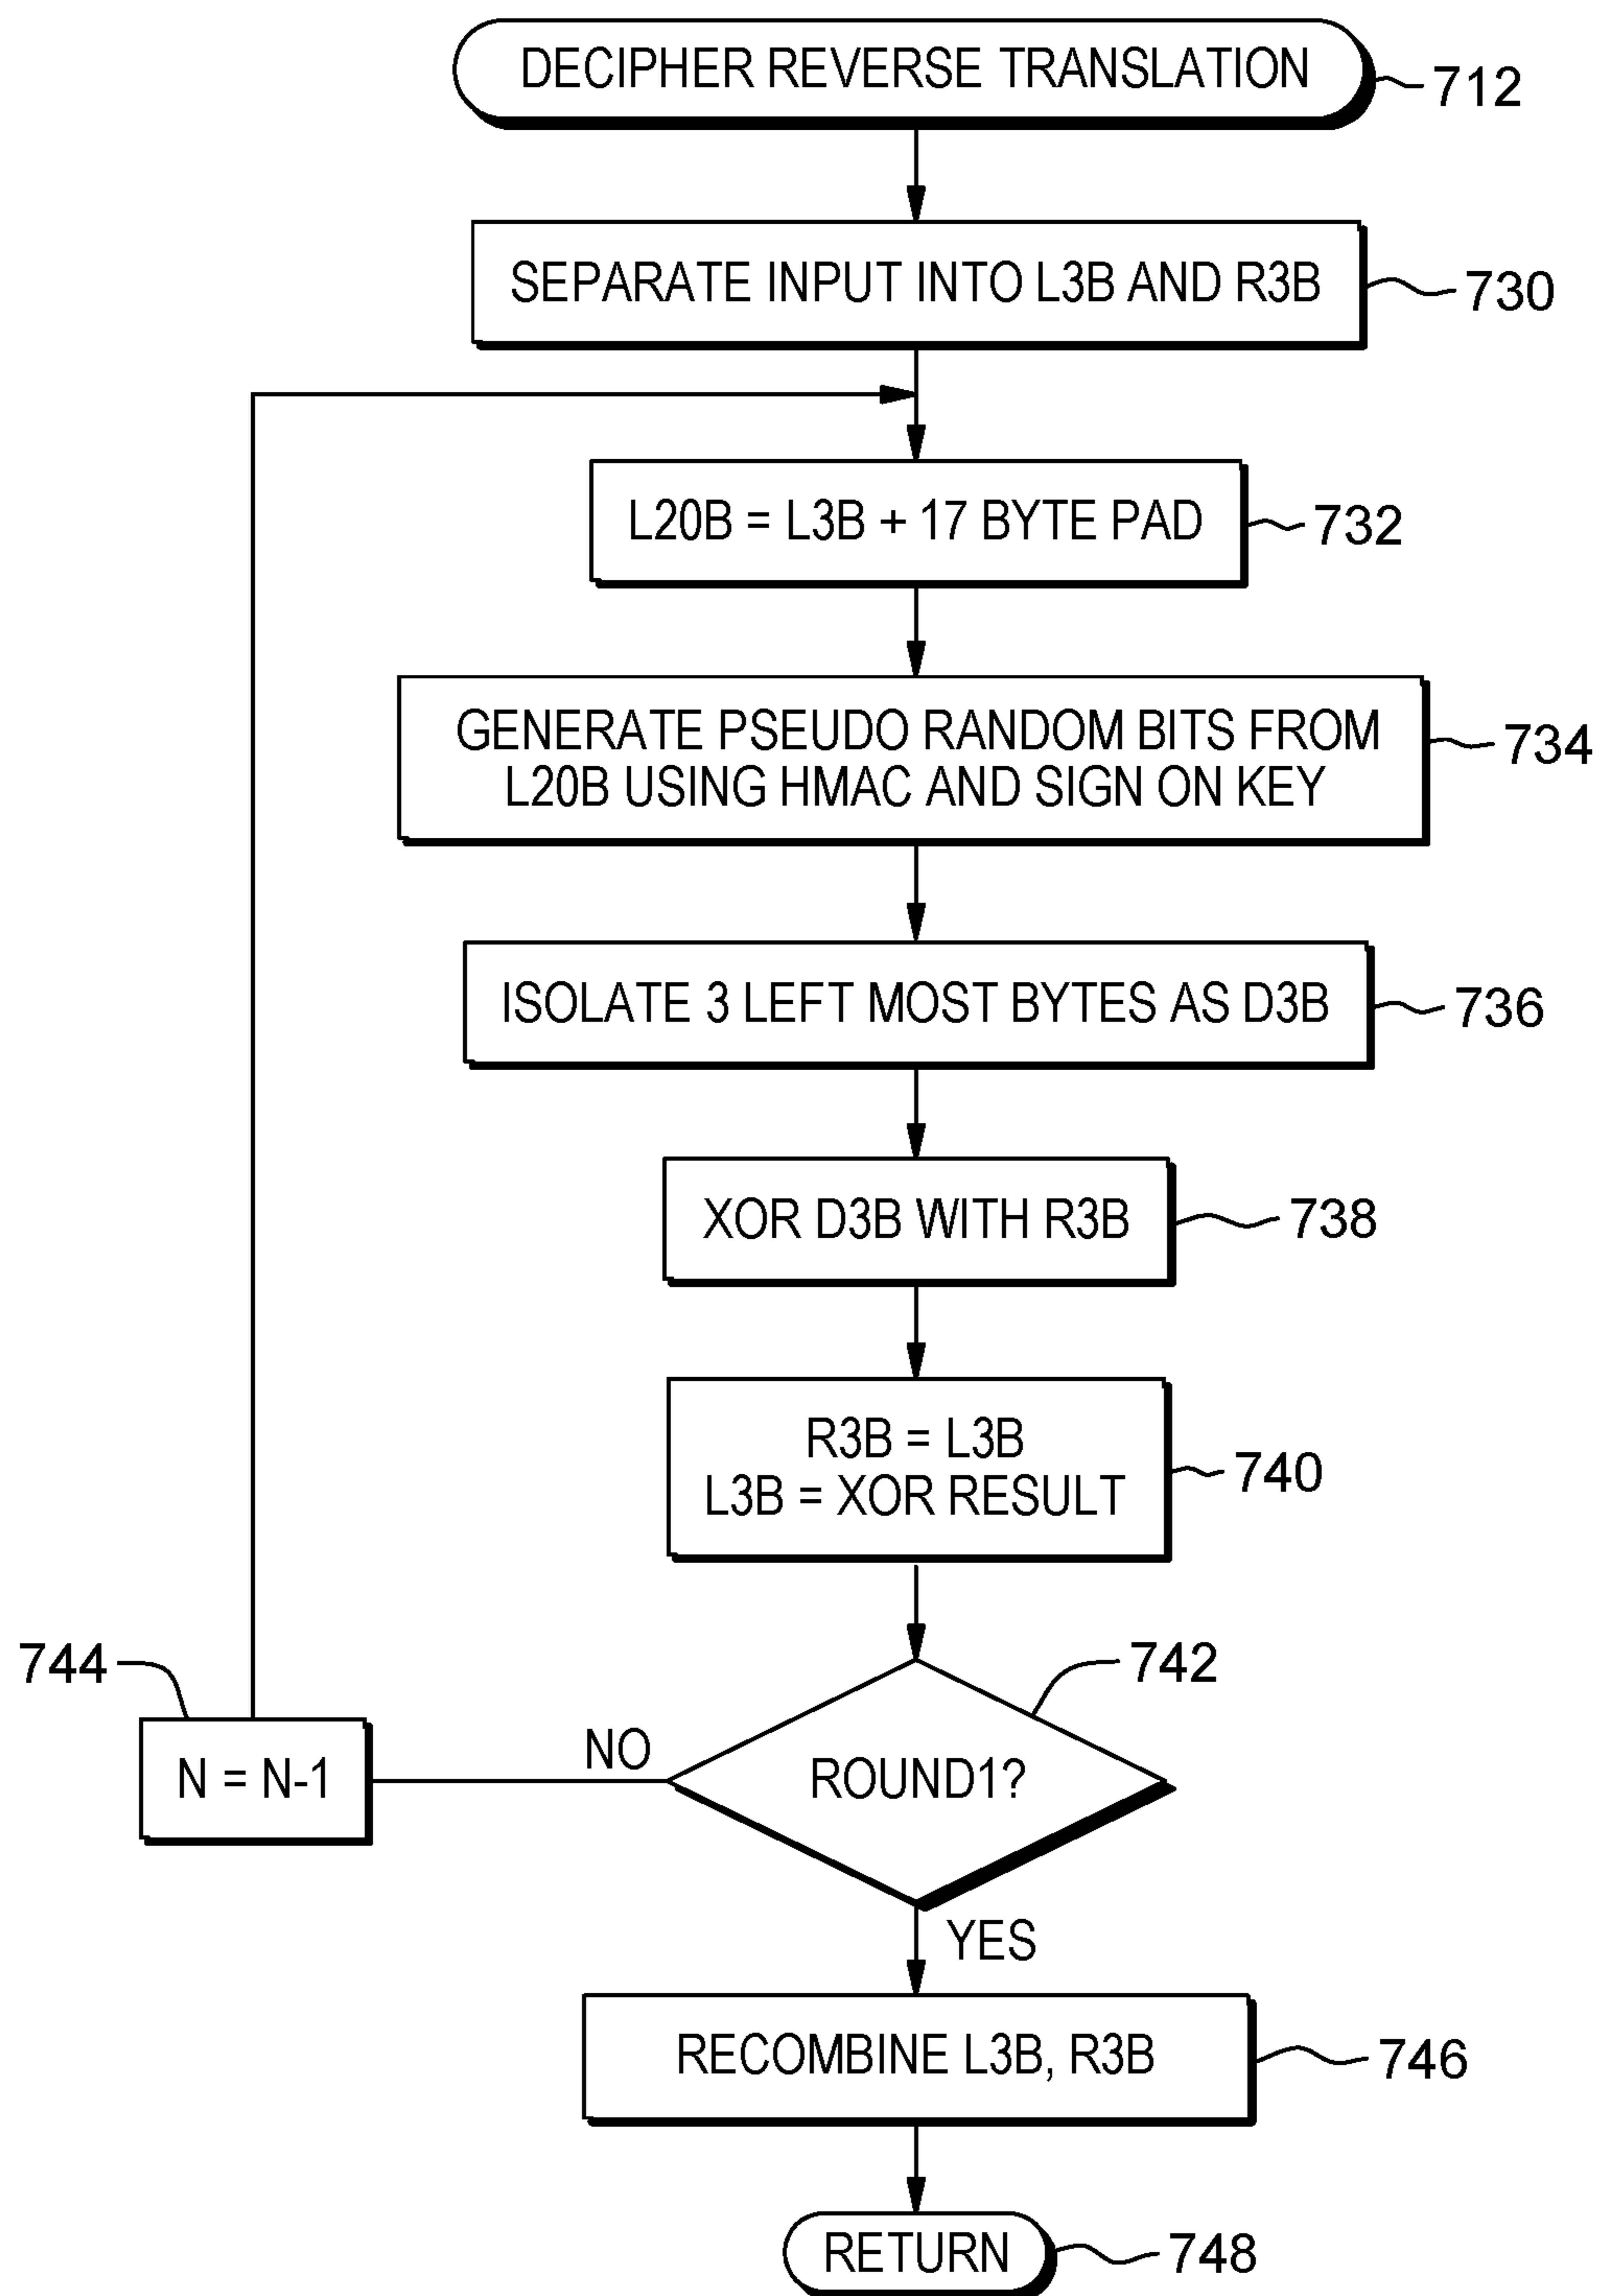 DECIPHER REVERSE TRANSLATION
712
SEPARATE INPUT INTO L3B AND R3B
730
L20B = L3B + 17 BYTE PAD
732
GENERATE PSEUDO RANDOM BITS FROM
L20B USING HMAC AND SIGN ON KEY
734
ISOLATE 3 LEFT MOST BYTES AS D3B
736
XOR D3B WITH R3B
738
R3B = L3B
L3B = XOR RESULT
740
744
742
N = N-1
NO
ROUND1?
YES
RECOMBINE L3B, R3B
746
RETURN
748